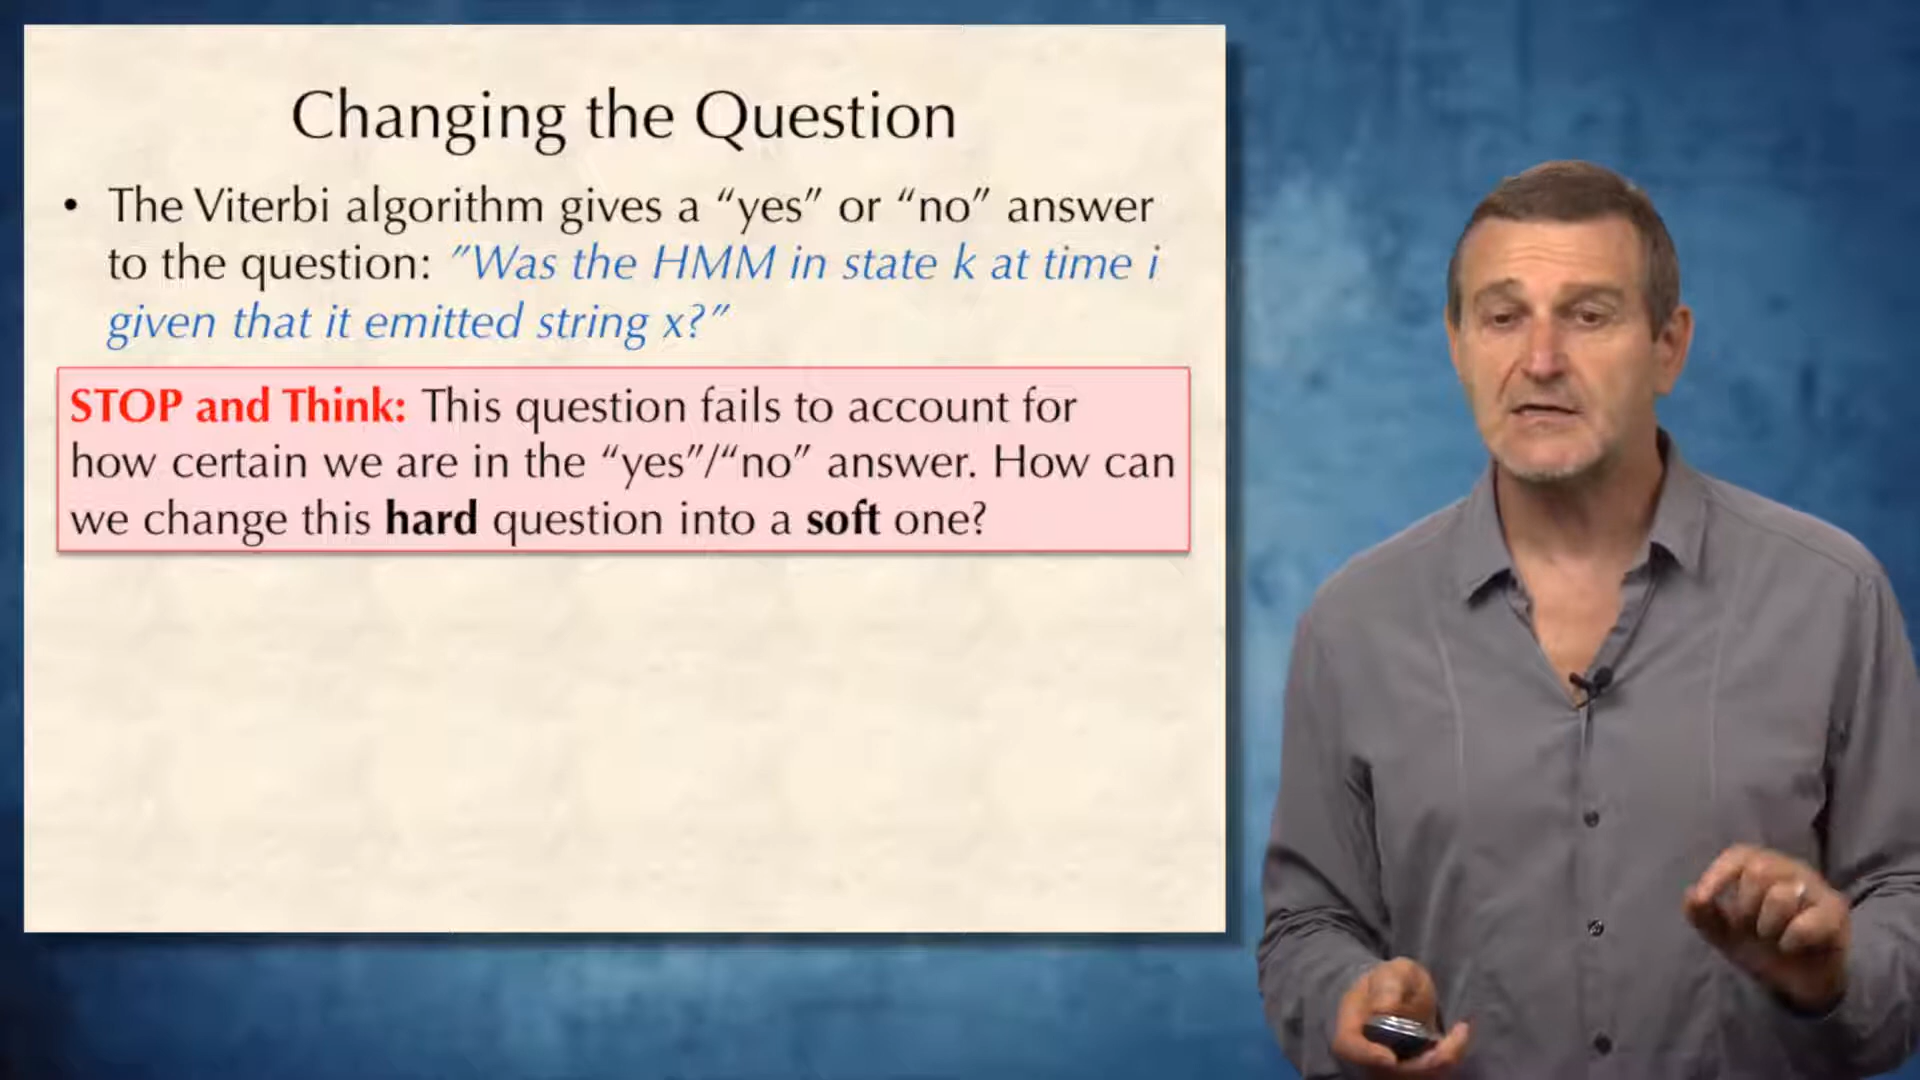 Changing the Question
• The Viterbi algorithm gives a “yes” or “no” answer
to the question: ”Was the HMM in state k at time i
given that it emitted string x?”
STOP and Think: This question fails to account for
how certain we are in the “yes”/“no” answer. How can
we change this hard question into a soft one?